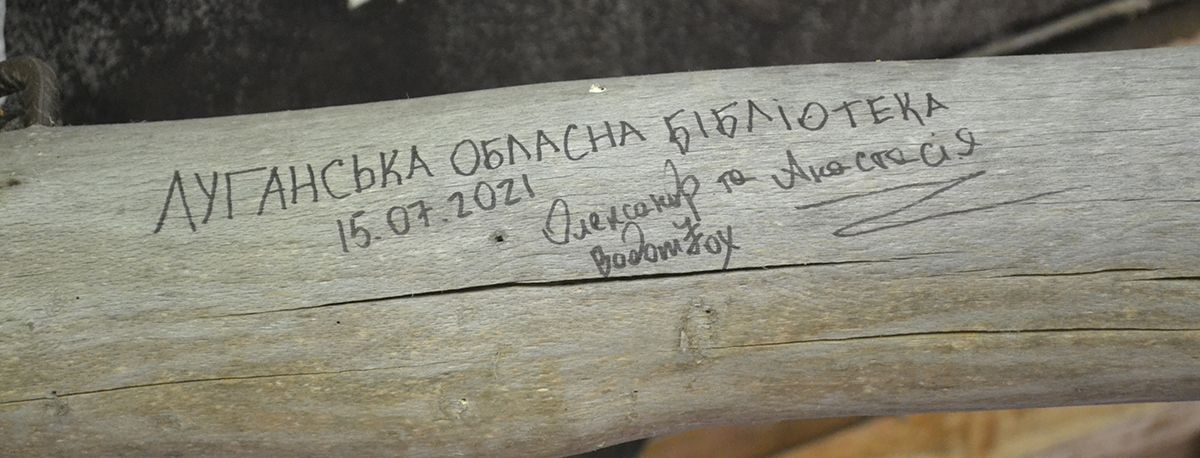 ЛУГАНСЬКА ОБЛАСНА БІБЛІОТЕКА
15.07.2021
Олександр та Анастасія